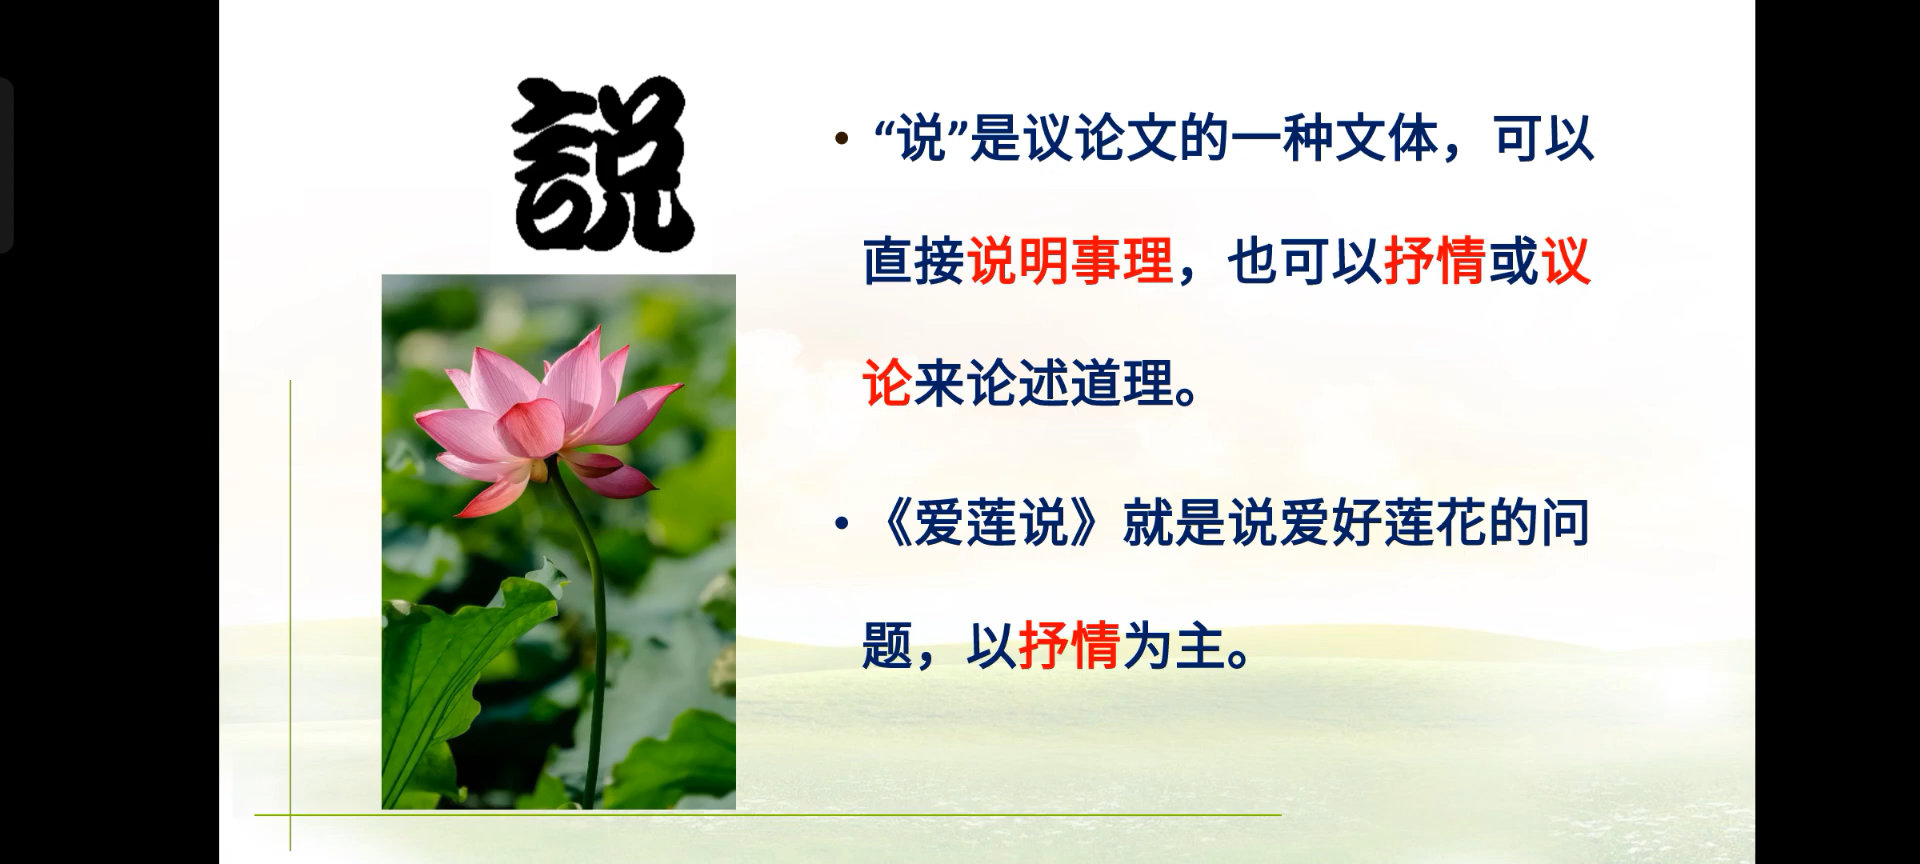 説
• “说”是议论文的一种文体，可以
直接说明事理，也可以抒情或议
论来论述道理。
• 《爱莲说》就是说爱好莲花的问
题，以抒情为主。